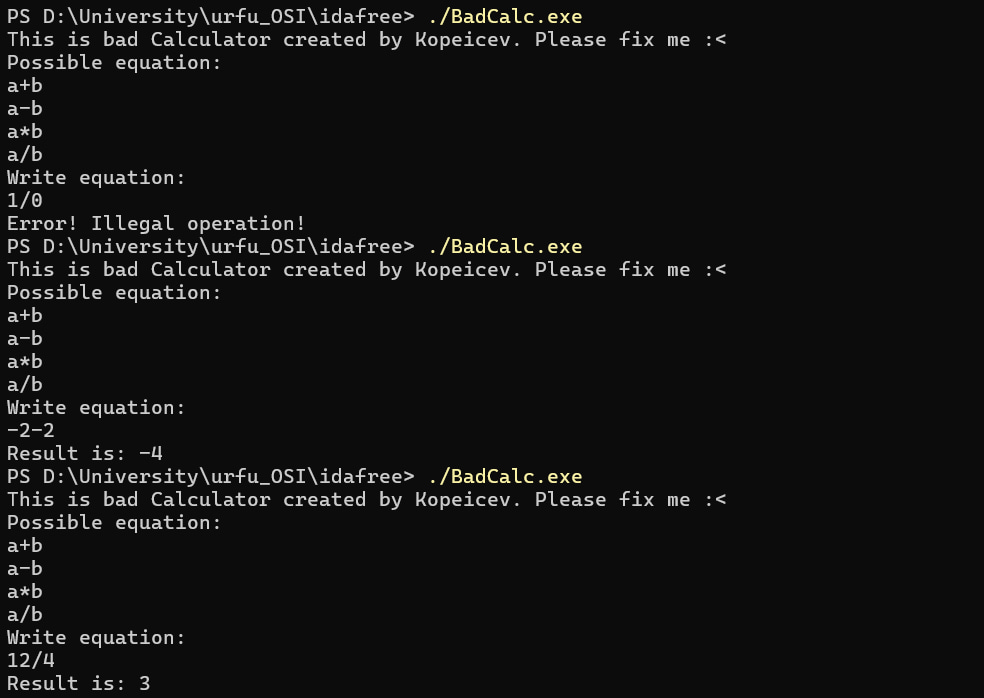 PS D:\University\urfu_OSI\idafree> ./BadCalc.exe
This is bad Calculator created by Kopeicev. Please fix me :<
Possible equation:
a+b
a-b
a*b
a/b
Write equation:
1/0
Error! Illegal operation!
PS D:\University\urfu_OSI\idafree> ./BadCalc.exe
This is bad Calculator created by Kopeicev. Please fix me :<
Possible equation:
a+b
a-b
a*b
a/b
Write equation:
-2-2
Result is: -4
PS D:\University\urfu_OSI\idafree> ./BadCalc.exe
This is bad Calculator created by Kopeicev. Please fix me :<
Possible equation:
a+b
a-b
a*b
a/b
Write equation:
12/4
Result is: 3